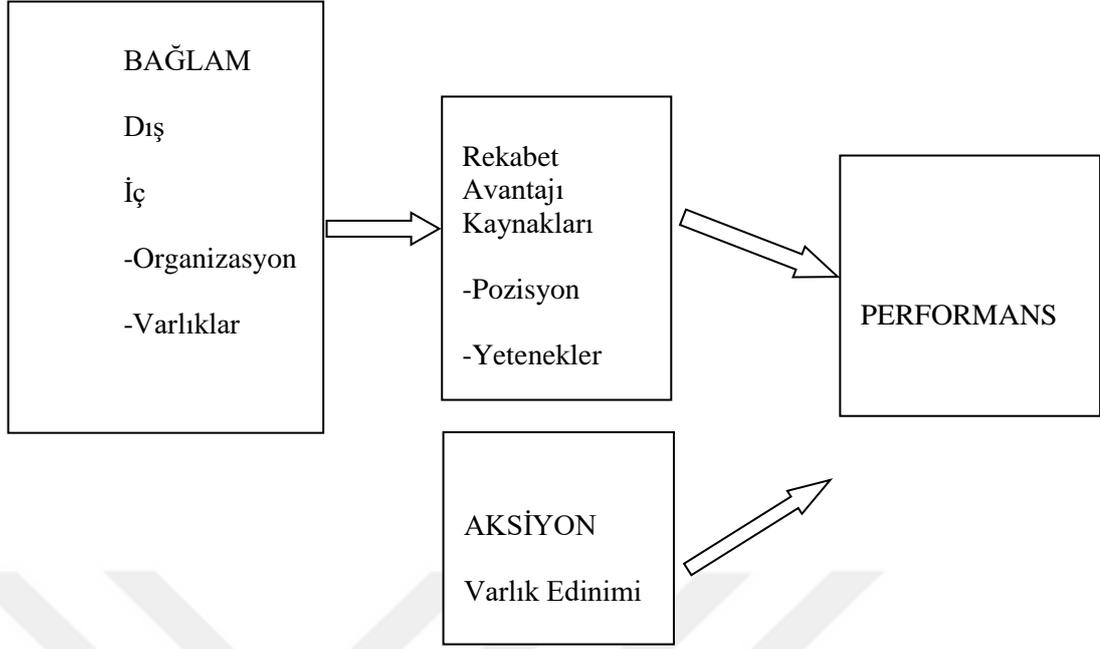 BAĞLAM
Dış
İç
-Organizasyon
-Varlıklar
Rekabet
Avantajı
Kaynakları
-Pozisyon
-Yetenekler
PERFORMANS
AKSİYON
Varlık Edinimi